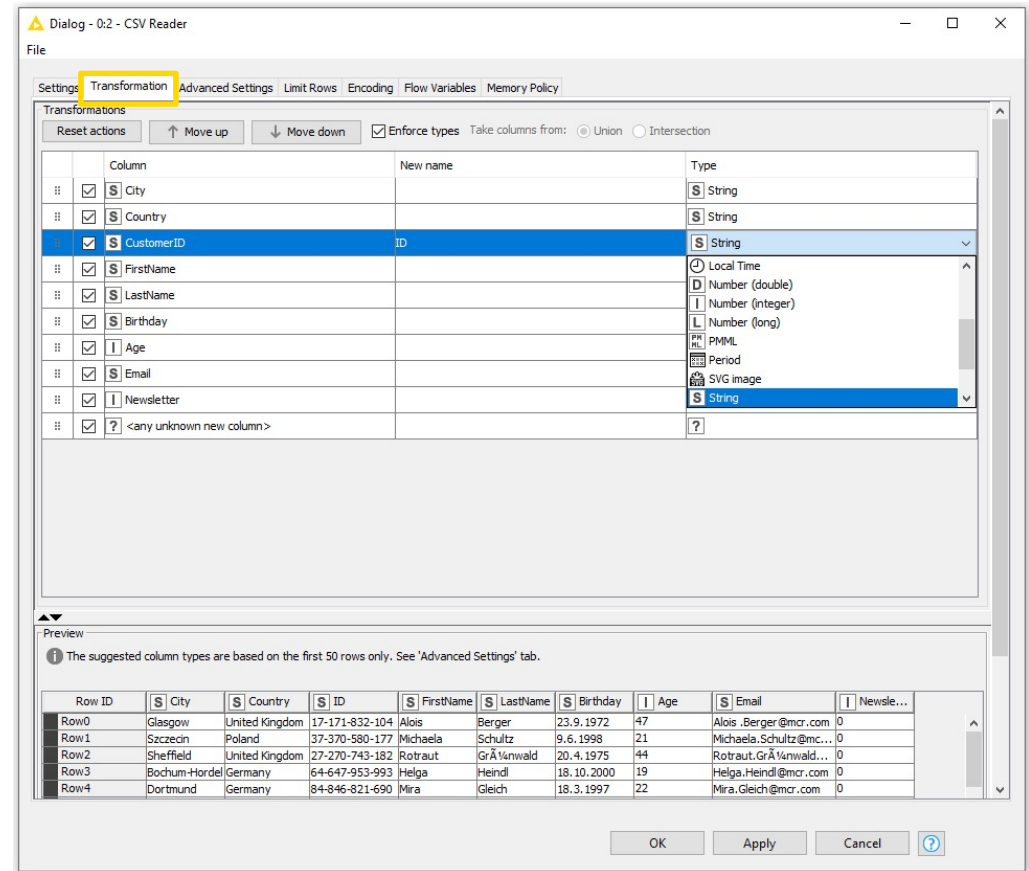 Dialog - 0:2 - CSV Reader
File
Settings Transformation Advanced Settings Limit Rows Encoding Flow Variables Memory Policy
Transformations
Reset actions Move up Move down Enforce types Take columns from: Union Intersection
Column New name Type
S City S String
S Country S String
S CustomerID ID S String
S FirstName
S LastName
S Birthday
I Age
S Email
I Newsletter
? <any unknown new column> ?
Local Time
D Number (double)
I Number (integer)
L Number (long)
PMML PMML
Period
SVG SVG image
S String
Preview
The suggested column types are based on the first 50 rows only. See 'Advanced Settings' tab.
Row ID S City S Country S ID S FirstName S LastName S Birthday I Age S Email I Newsle...
Row0 Glasgow United Kingdom 17-171-832-104 Alois Berger 23.9.1972 47 Alois .Berger@mcr.com 0
Row1 Szczecin Poland 37-370-580-177 Michaela Schultz 9.6.1998 21 Michaela.Schultz@mc... 0
Row2 Sheffield United Kingdom 27-270-743-182 Rotraut GrÃ¼nwald 20.4.1975 44 Rotraut.GrÃ¼nwald... 0
Row3 Bochum-Hordel Germany 64-647-953-993 Helga Heindl 18.10.2000 19 Helga.Heindl@mcr.com 0
Row4 Dortmund Germany 84-846-821-690 Mira Gleich 18.3.1997 22 Mira.Gleich@mcr.com 0
OK Apply Cancel ?